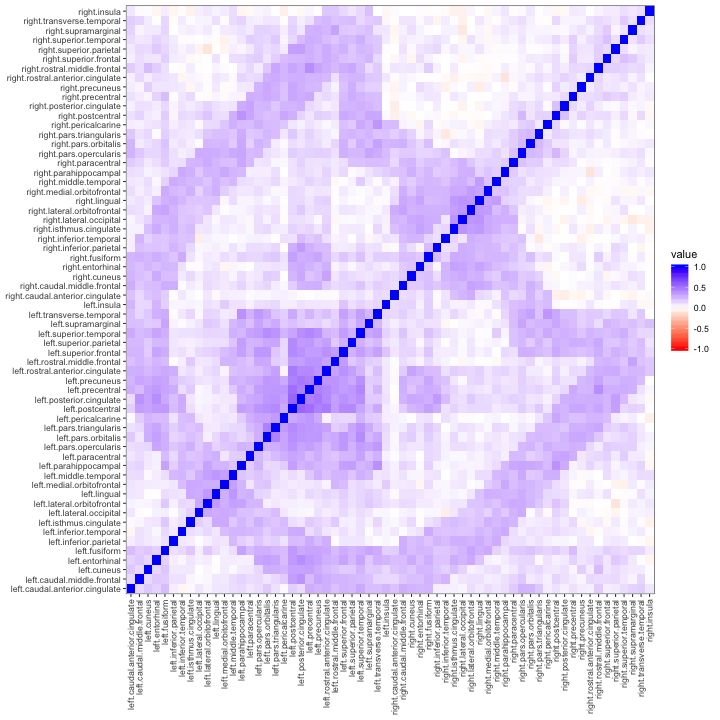 right.insula
right.transverse.temporal
right.supramarginal
right.superior.temporal
right.superior.parietal
right.superior.frontal
right.rostral.middle.frontal
right.rostral.anterior.cingulate
right.precuneus
right.precentral
right.posterior.cingulate
right.postcentral
right.pericalcarine
right.pars.triangularis
right.pars.orbitalis
right.pars.opercularis
right.paracentral
right.parahippocampal
right.middle.temporal
right.medial.orbitofrontal
right.lingual
right.lateral.orbitofrontal
right.lateral.occipital
right.isthmus.cingulate
right.inferior.temporal
right.inferior.parietal
right.fusiform
right.entorhinal
right.cuneus
right.caudal.middle.frontal
right.caudal.anterior.cingulate
left.insula
left.transverse.temporal
left.supramarginal
left.superior.temporal
left.superior.parietal
left.superior.frontal
left.rostral.middle.frontal
left.rostral.anterior.cingulate
left.precuneus
left.precentral
left.posterior.cingulate
left.postcentral
left.pericalcarine
left.pars.triangularis
left.pars.orbitalis
left.pars.opercularis
left.paracentral
left.parahippocampal
left.middle.temporal
left.medial.orbitofrontal
left.lingual
left.lateral.orbitofrontal
left.lateral.occipital
left.isthmus.cingulate
left.inferior.temporal
left.inferior.parietal
left.fusiform
left.entorhinal
left.cuneus
left.caudal.middle.frontal
left.caudal.anterior.cingulate
left.caudal.anterior.cingulate
left.caudal.middle.frontal
left.cuneus
left.entorhinal
left.fusiform
left.inferior.parietal
left.inferior.temporal
left.isthmus.cingulate
left.lateral.occipital
left.lateral.orbitofrontal
left.lingual
left.medial.orbitofrontal
left.middle.temporal
left.parahippocampal
left.paracentral
left.pars.opercularis
left.pars.orbitalis
left.pars.triangularis
left.pericalcarine
left.postcentral
left.posterior.cingulate
left.precentral
left.precuneus
left.rostral.anterior.cingulate
left.rostral.middle.frontal
left.superior.frontal
left.superior.parietal
left.superior.temporal
left.supramarginal
left.transverse.temporal
left.insula
right.caudal.anterior.cingulate
right.caudal.middle.frontal
right.cuneus
right.entorhinal
right.fusiform
right.inferior.parietal
right.inferior.temporal
right.isthmus.cingulate
right.lateral.occipital
right.lateral.orbitofrontal
right.lingual
right.medial.orbitofrontal
right.middle.temporal
right.parahippocampal
right.paracentral
right.pars.opercularis
right.pars.orbitalis
right.pars.triangularis
right.pericalcarine
right.postcentral
right.posterior.cingulate
right.precentral
right.precuneus
right.rostral.anterior.cingulate
right.rostral.middle.frontal
right.superior.frontal
right.superior.parietal
right.superior.temporal
right.supramarginal
right.transverse.temporal
right.insula
value
1.0
0.5
0.0
-0.5
-1.0